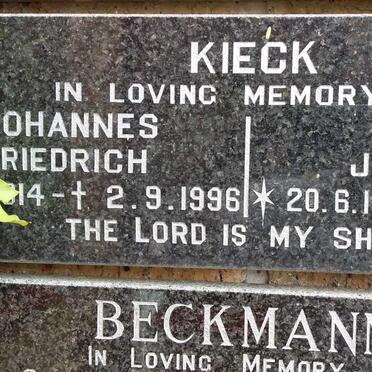 KIECK
IN LOVING MEMORY
OHANNES
RIEDRICH J
14-† 2.9.1996 * 20.6.1
THE LORD IS MY SH
BECKMANN
IN LOVING MEMORY